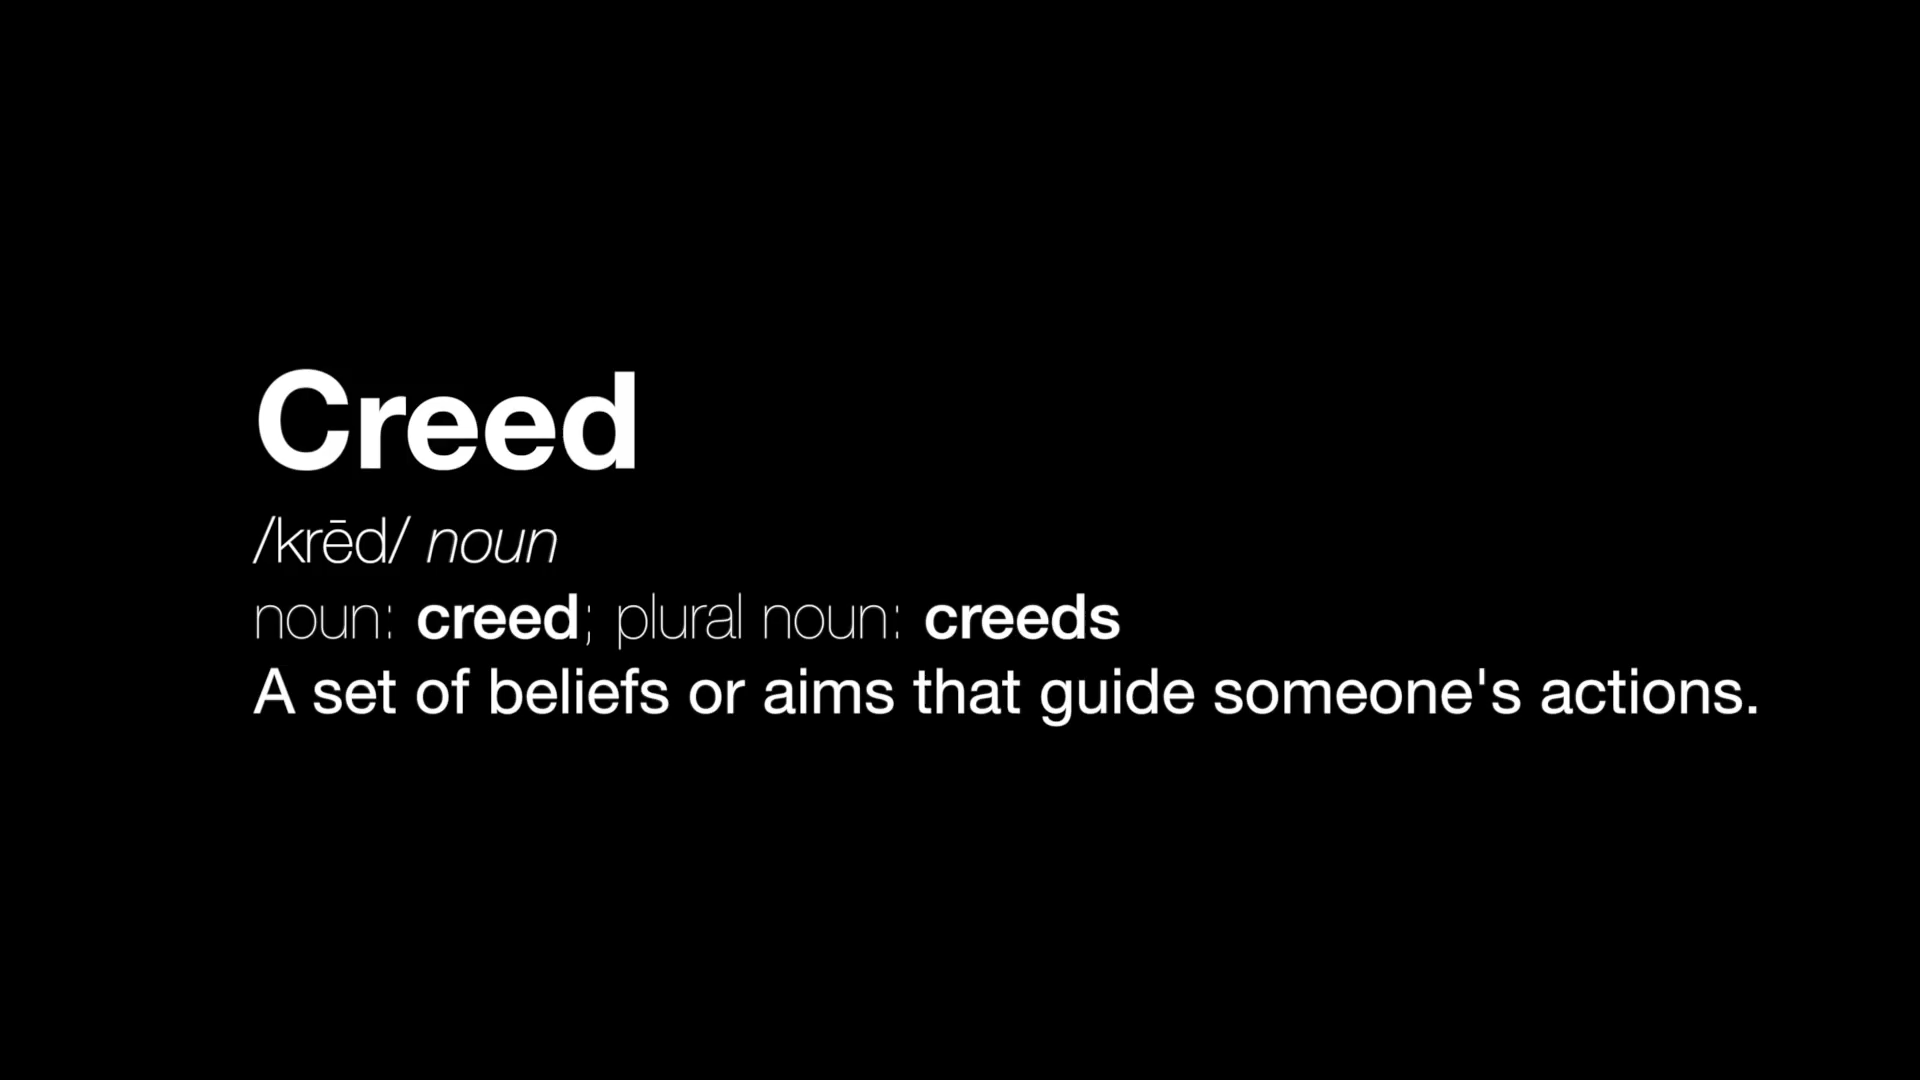 Creed
/krēd/ noun
noun: creed; plural noun: creeds
A set of beliefs or aims that guide someone's actions.